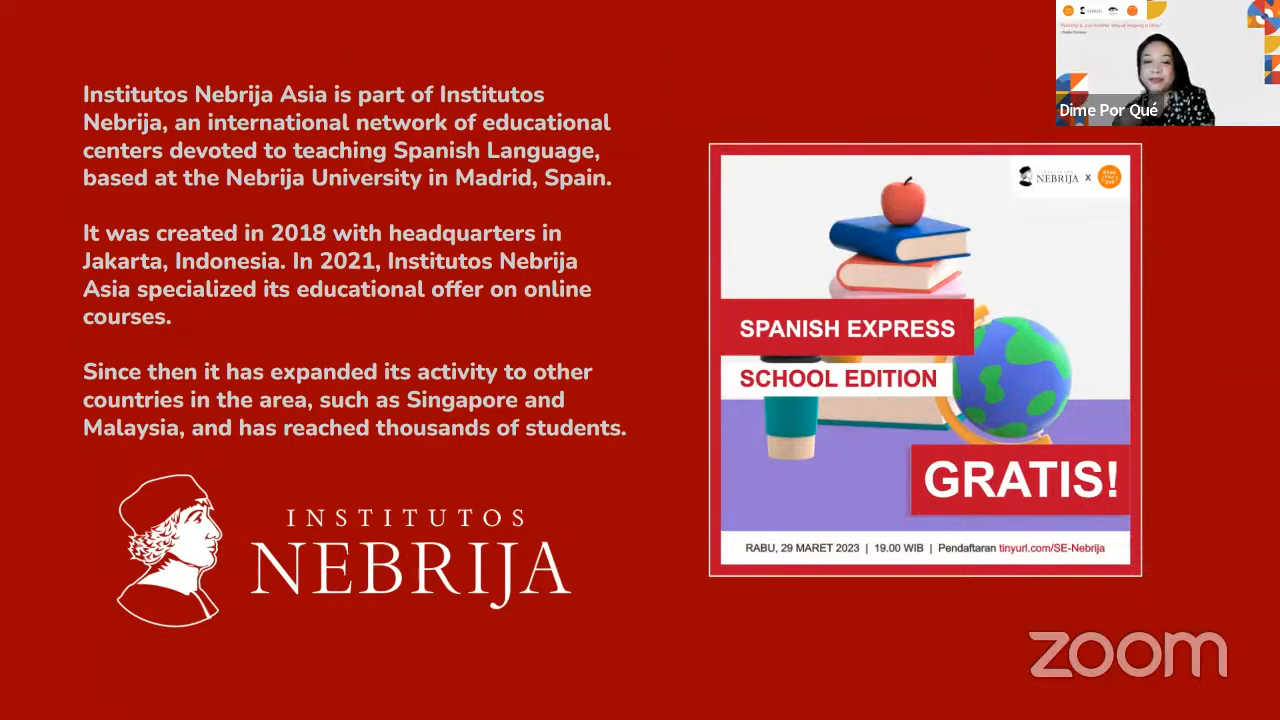 Institutos Nebrija Asia is part of Institutos
Nebrija, an international network of educational
centers devoted to teaching Spanish Language,
based at the Nebrija University in Madrid, Spain.
It was created in 2018 with headquarters in
Jakarta, Indonesia. In 2021, Institutos Nebrija
Asia specialized its educational offer on online
courses.
Since then it has expanded its activity to other
countries in the area, such as Singapore and
Malaysia, and has reached thousands of students.
INSTITUTOS
NEBRIJA
Dime Por Qué
NEBRIJA X
SPANISH EXPRESS
SCHOOL EDITION
GRATIS!
RABU, 29 MARET 2023 | 19.00 WIB | Pendaftaran tinyurl.com/SE-Nebrija
zoom